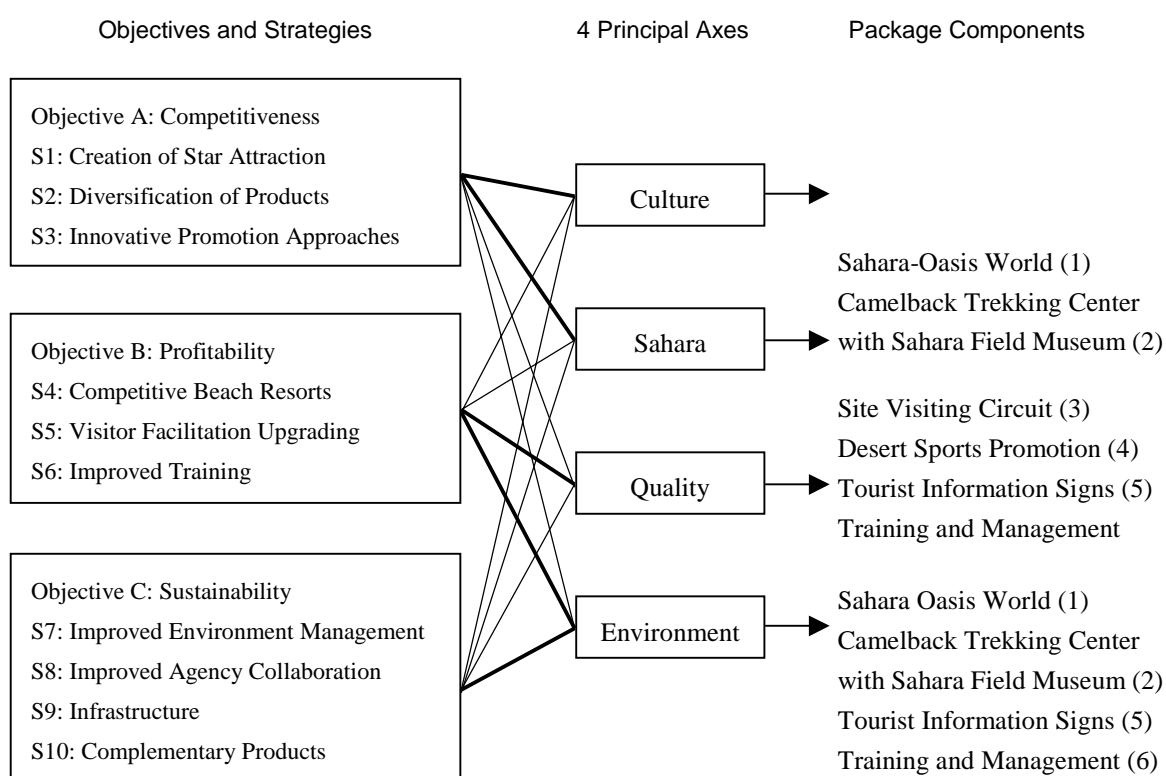 Objectives and Strategies
4 Principal Axes
Package Components
Objective A: Competitiveness
S1: Creation of Star Attraction
S2: Diversification of Products
S3: Innovative Promotion Approaches
Objective B: Profitability
S4: Competitive Beach Resorts
S5: Visitor Facilitation Upgrading
S6: Improved Training
Objective C: Sustainability
S7: Improved Environment Management
S8: Improved Agency Collaboration
S9: Infrastructure
S10: Complementary Products
Culture
Sahara
Quality
Environment
Sahara-Oasis World (1)
Camelback Trekking Center
with Sahara Field Museum (2)
Site Visiting Circuit (3)
Desert Sports Promotion (4)
Tourist Information Signs (5)
Training and Management
Sahara Oasis World (1)
Camelback Trekking Center
with Sahara Field Museum (2)
Tourist Information Signs (5)
Training and Management (6)